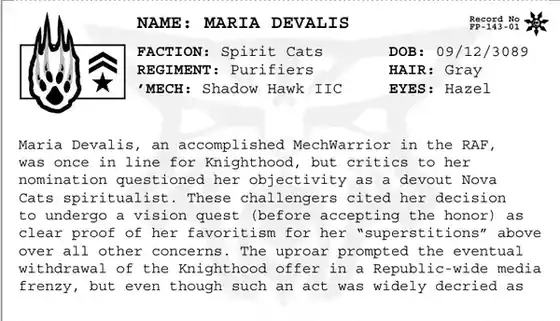 NAME: MARIA DEVALIS
Record No
FP-143-01
FACTION: Spirit Cats
DOB: 09/12/3089
REGIMENT: Purifiers
HAIR: Gray
’MECH: Shadow Hawk IIC
EYES: Hazel
Maria Devalis, an accomplished MechWarrior in the RAF,
was once in line for Knighthood, but critics to her
nomination questioned her objectivity as a devout Nova
Cats spiritualist. These challengers cited her decision
to undergo a vision quest (before accepting the honor) as
clear proof of her favoritism for her “superstitions” above
over all other concerns. The uproar prompted the eventual
withdrawal of the Knighthood offer in a Republic-wide media
frenzy, but even though such an act was widely decried as